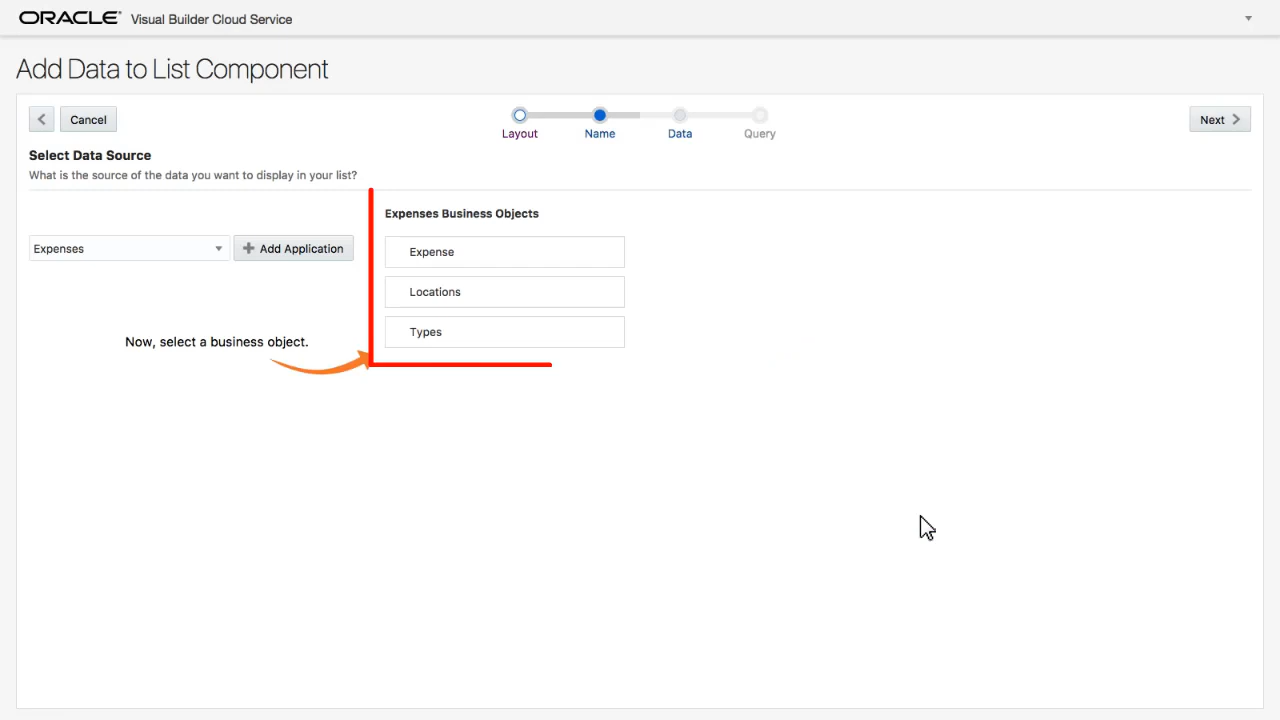 ORACLE® Visual Builder Cloud Service
Add Data to List Component
Cancel
Layout
Name
Data
Query
Next
Select Data Source
What is the source of the data you want to display in your list?
Expenses
Add Application
Expenses Business Objects
Expense
Locations
Types
Now, select a business object.